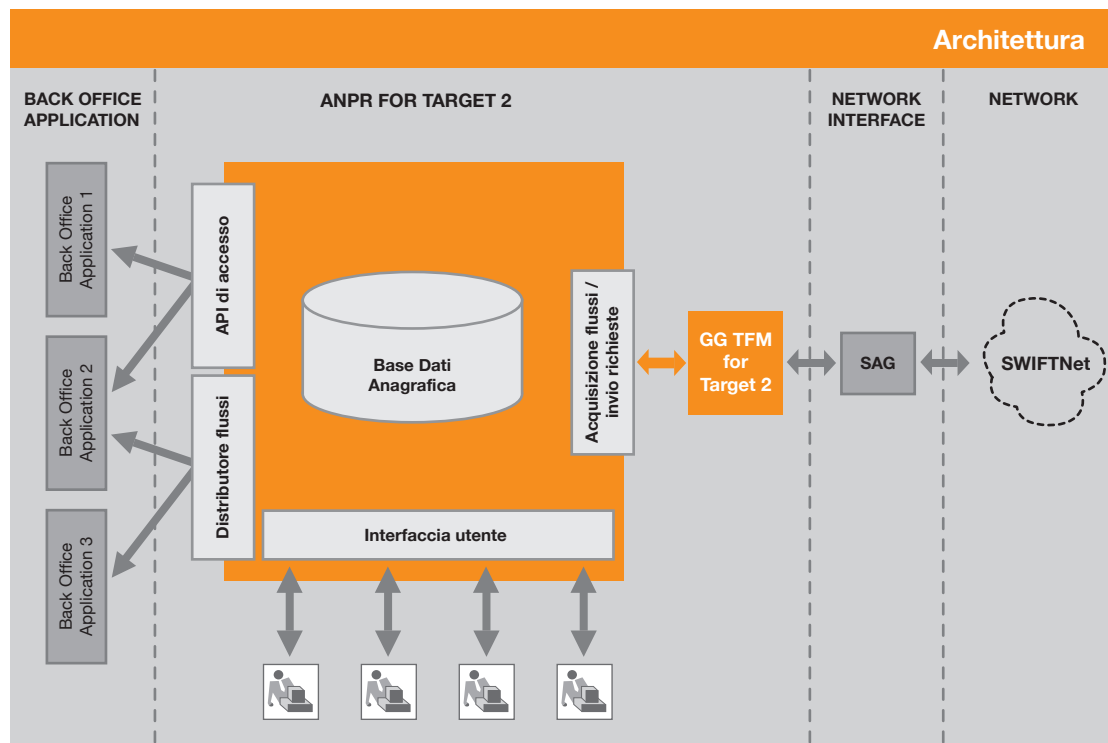 Architettura
BACK OFFICE
APPLICATION
ANPR FOR TARGET 2
NETWORK
INTERFACE
NETWORK
Back Office
Application 1
Back Office
Application 2
Back Office
Application 3
API di accesso
Distributore flussi
Base Dati
Anagrafica
Acquisizione flussi /
invio richieste
Interfaccia utente
GG TFM
for
Target 2
SAG
SWIFTNet